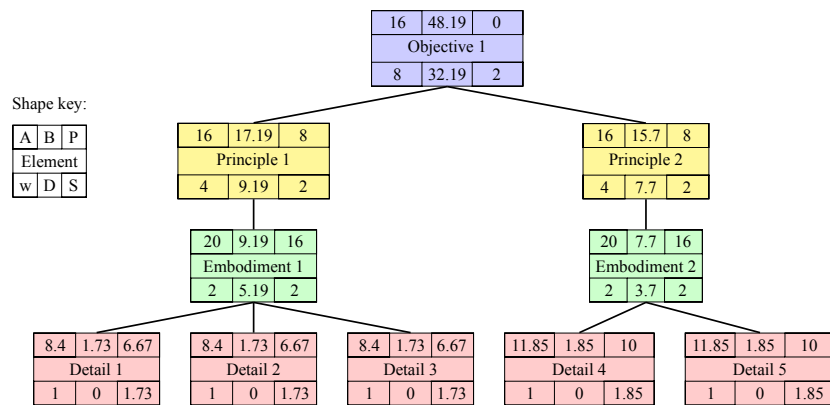 16 48.19 0
Objective 1
8 32.19 2
Shape key:
A B P
Element
w D S
16 17.19 8
Principle 1
4 9.19 2
16 15.7 8
Principle 2
4 7.7 2
20 9.19 16
Embodiment 1
2 5.19 2
20 7.7 16
Embodiment 2
2 3.7 2
8.4 1.73 6.67
Detail 1
1 0 1.73
8.4 1.73 6.67
Detail 2
1 0 1.73
8.4 1.73 6.67
Detail 3
1 0 1.73
11.85 1.85 10
Detail 4
1 0 1.85
11.85 1.85 10
Detail 5
1 0 1.85